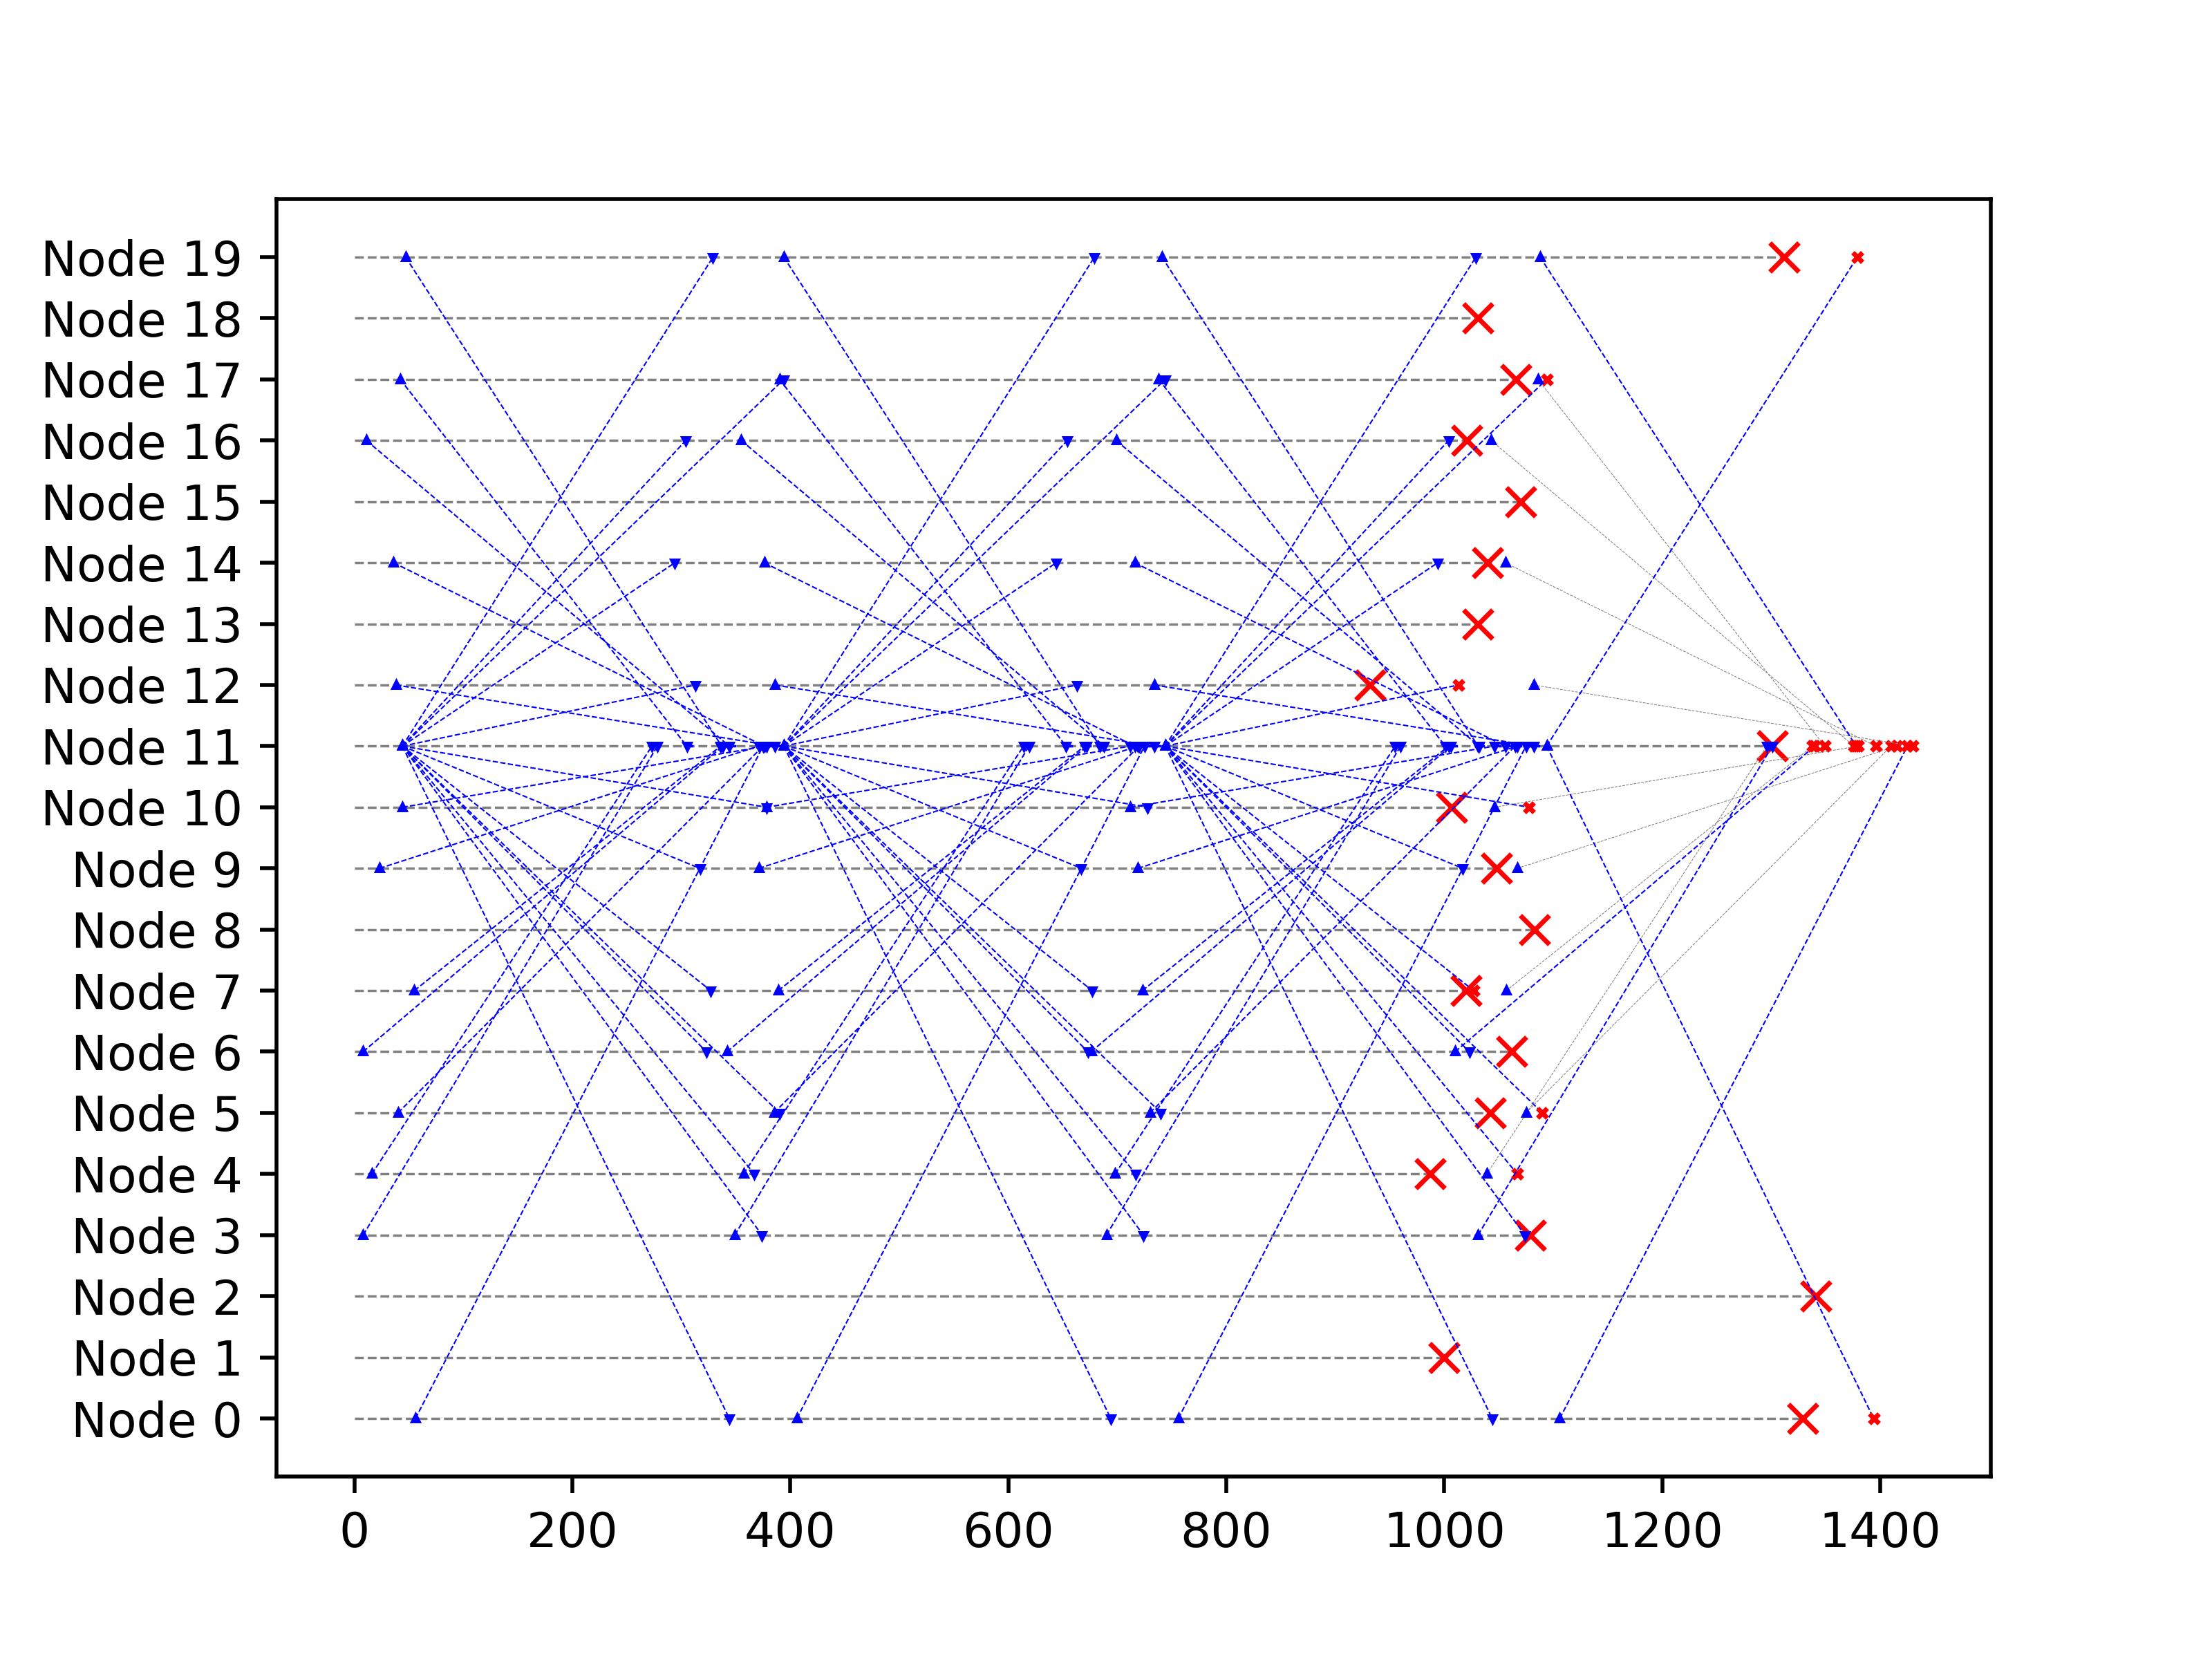 Node 19
Node 18
Node 17
Node 16
Node 15
Node 14
Node 13
Node 12
Node 11
Node 10
Node 9
Node 8
Node 7
Node 6
Node 5
Node 4
Node 3
Node 2
Node 1
Node 0
0 200 400 600 800 1000 1200 1400